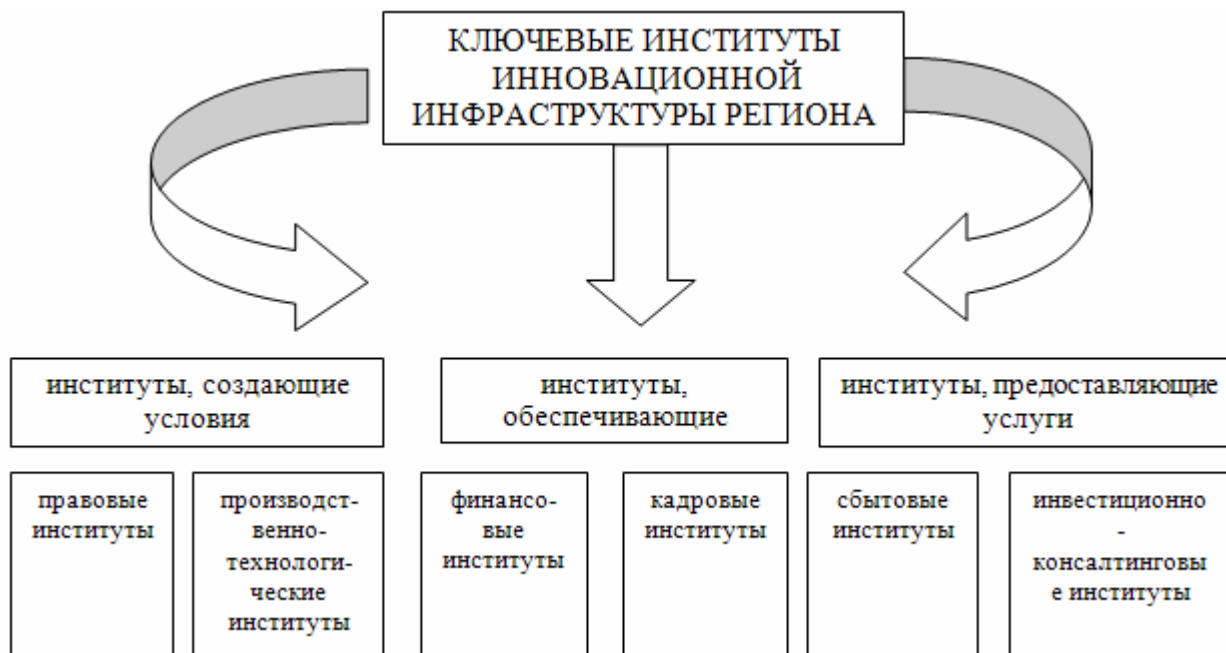 КЛЮЧЕВЫЕ ИНСТИТУТЫ
ИННОВАЦИОННОЙ
ИНФРАСТРУКТУРЫ РЕГИОНА
институты, создающие
условия
институты,
обеспечивающие
институты, предоставляющие
услуги
правовые
институты
производст-
венно-
технологи-
ческие
институты
финансо-
вые
институты
кадровые
институты
сбытовые
институты
инвестиционно
-
консалтинговы
е институты